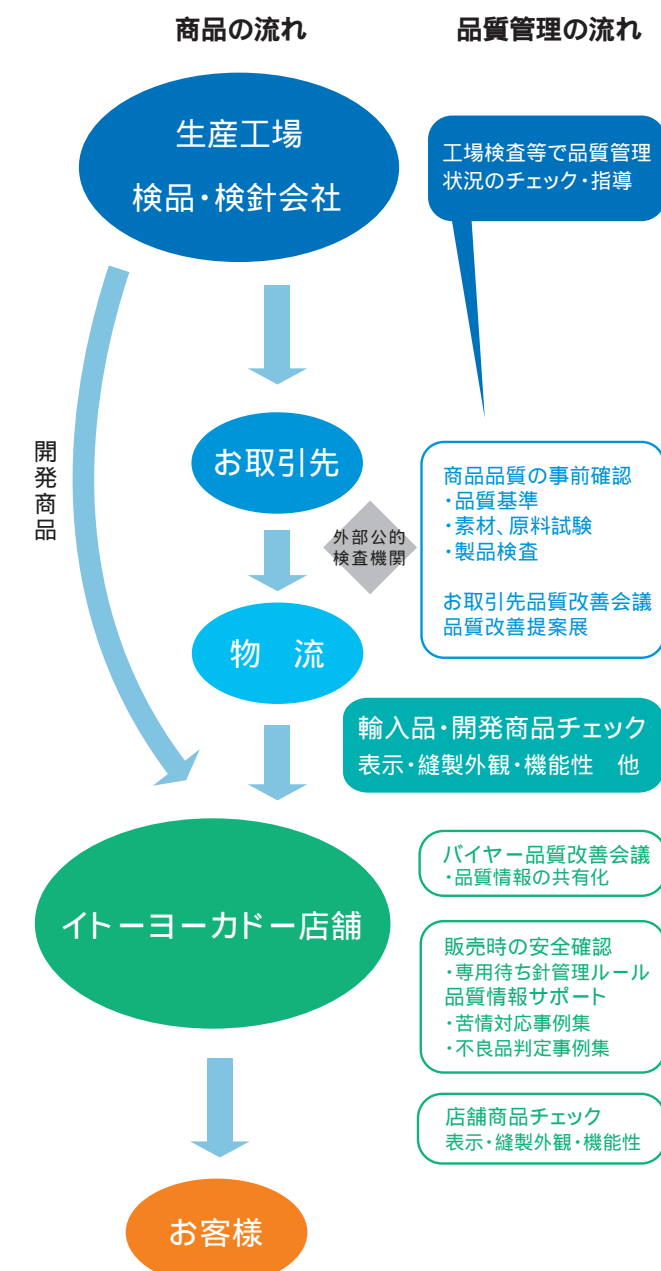 商品の流れ
品質管理の流れ
生産工場
検品・検針会社
工場検査等で品質管理
状況のチェック・指導
開発商品
お取引先
外部公的
検査機関
商品品質の事前確認
・品質基準
・素材、原料試験
・製品検査
お取引先品質改善会議
品質改善提案展
物 流
輸入品・開発商品チェック
表示・縫製外観・機能性 他
イトーヨーカドー店舗
バイヤー品質改善会議
・品質情報の共有化
販売時の安全確認
・専用待ち針管理ルール
品質情報サポート
・苦情対応事例集
・不良品判定事例集
店舗商品チェック
表示・縫製外観・機能性
お客様